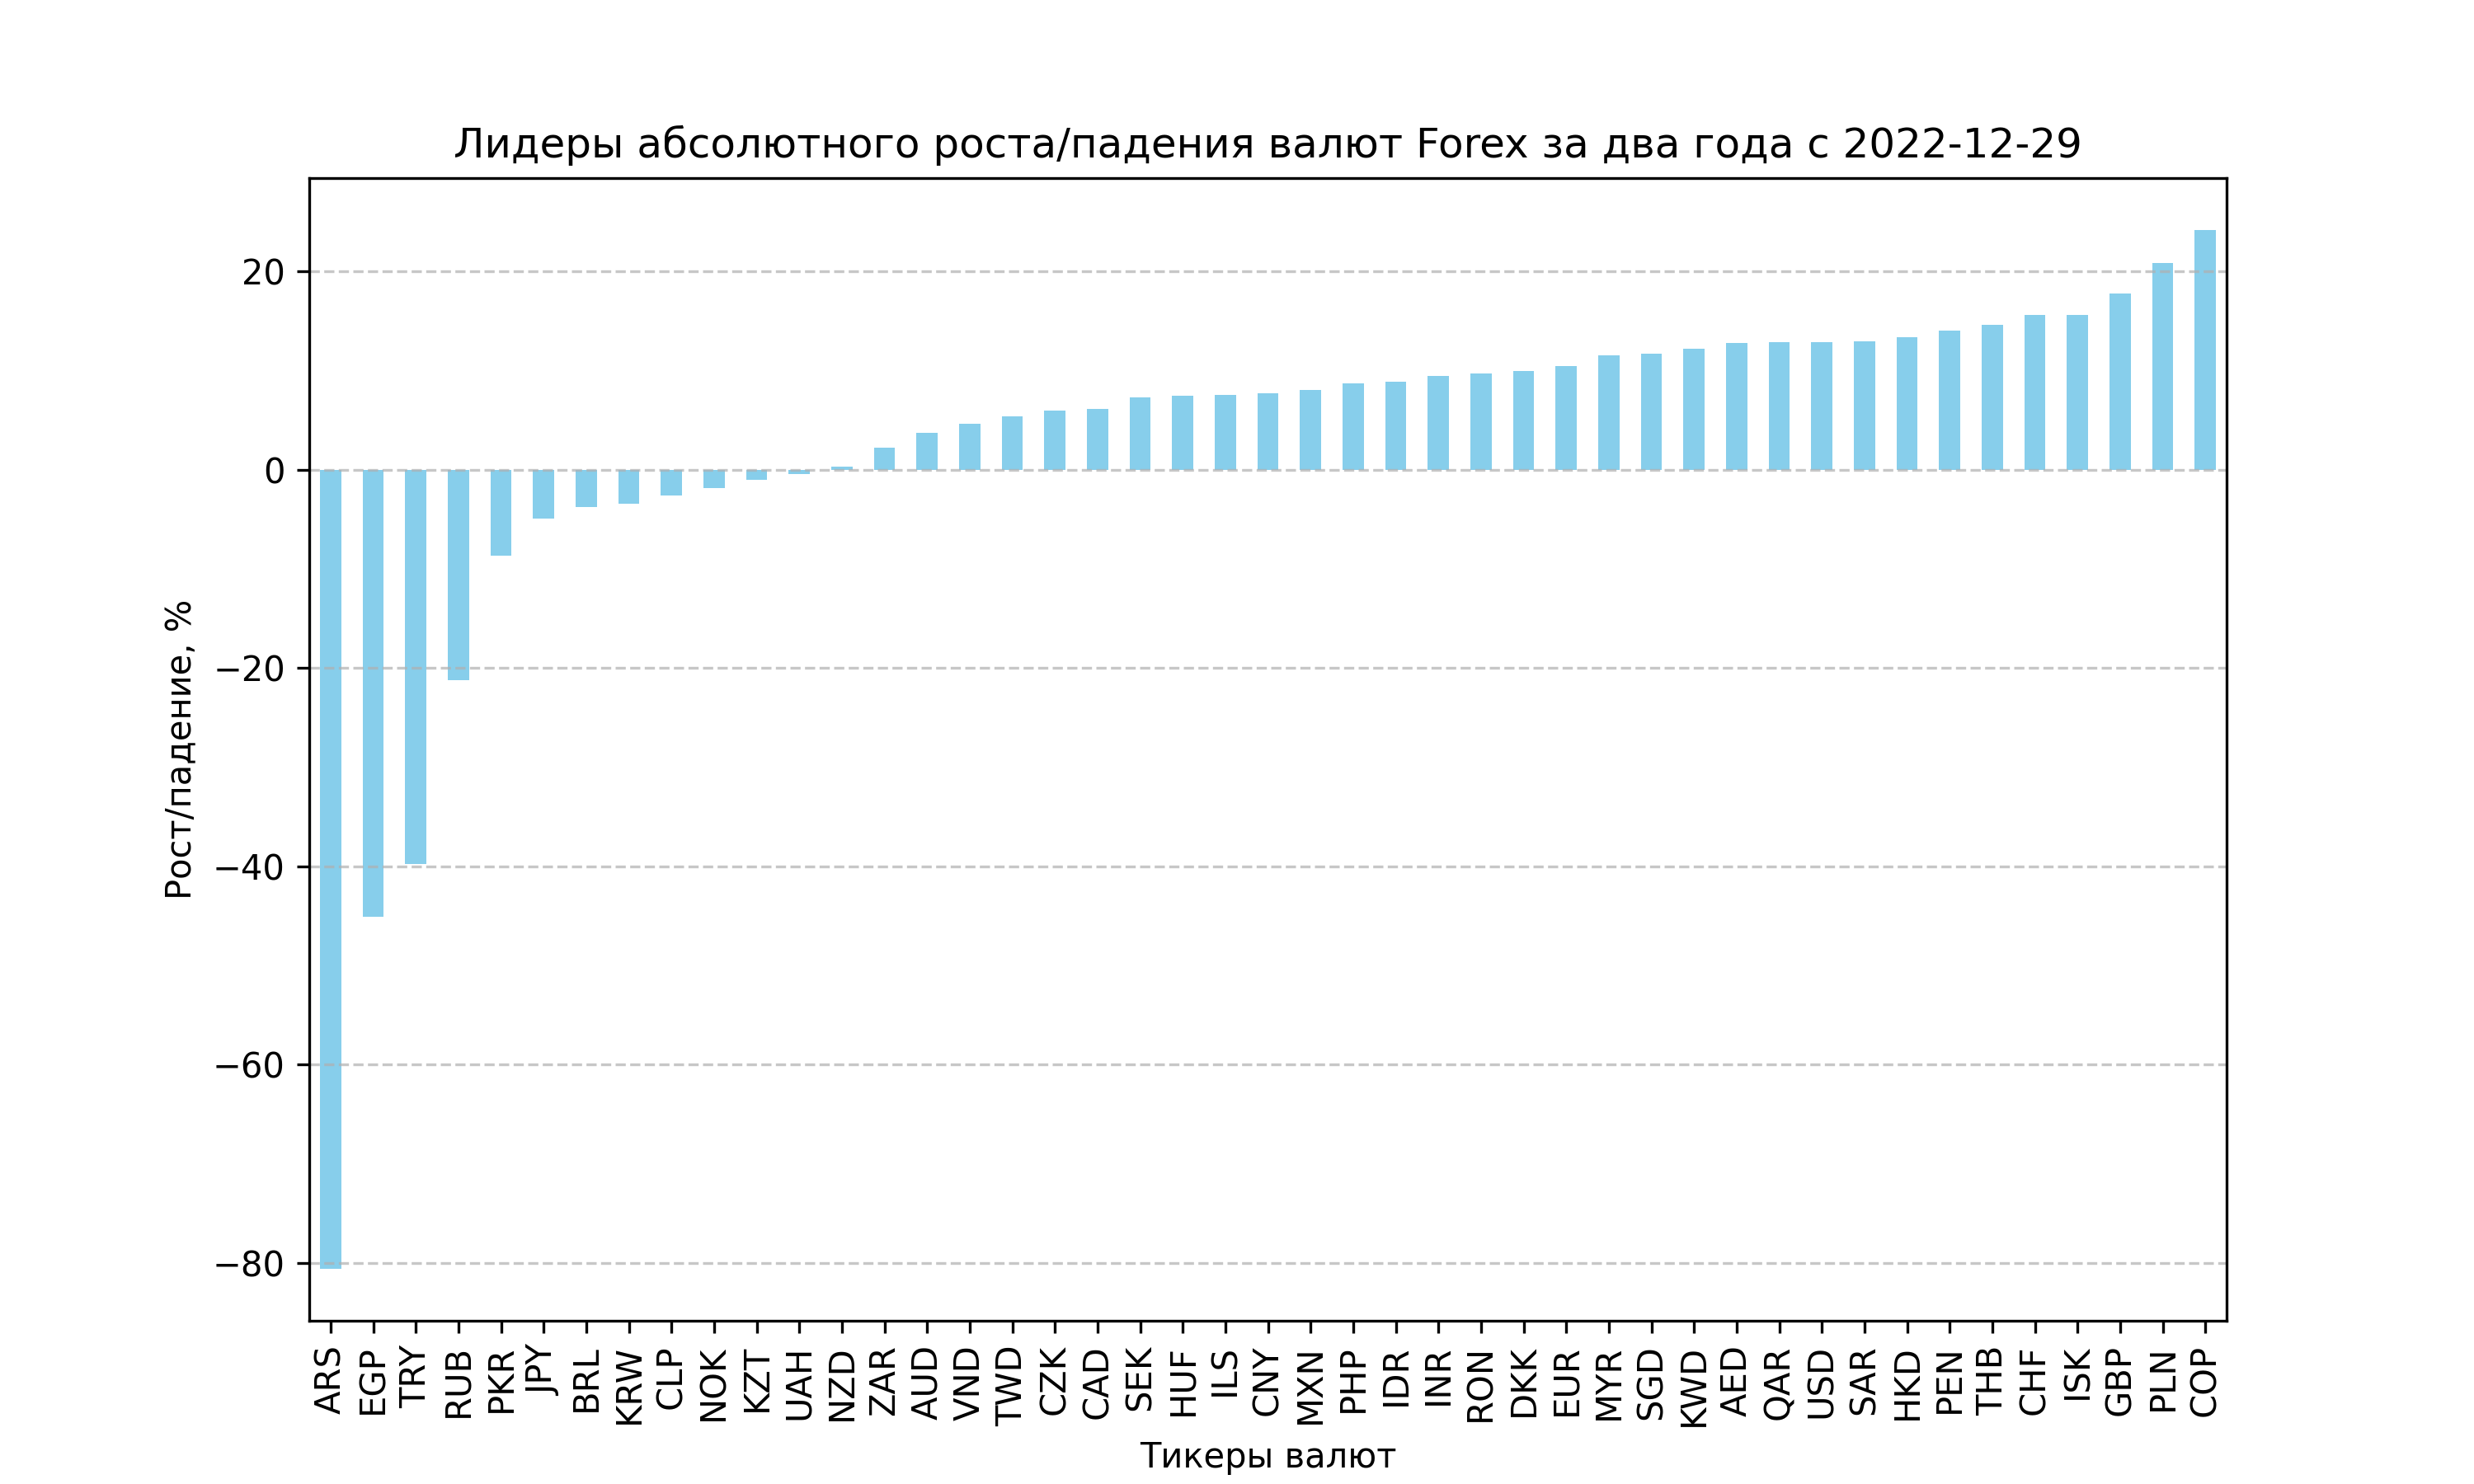 Лидеры абсолютного роста/падения валют Forex за два года с 2022-12-29
Рост/падение, %
20
0
−20
−40
−60
−80
ARS
EGP
TRY
RUB
PKR
JPY
BRL
KRW
CLP
NOK
KZT
UAH
NZD
ZAR
AUD
VND
TWD
CZK
CAD
SEK
HUF
ILS
CNY
MXN
PHP
IDR
INR
RON
DKK
EUR
MYR
SGD
KWD
AED
QAR
USD
SAR
HKD
PEN
THB
CHF
ISK
GBP
PLN
COP
Тикеры валют